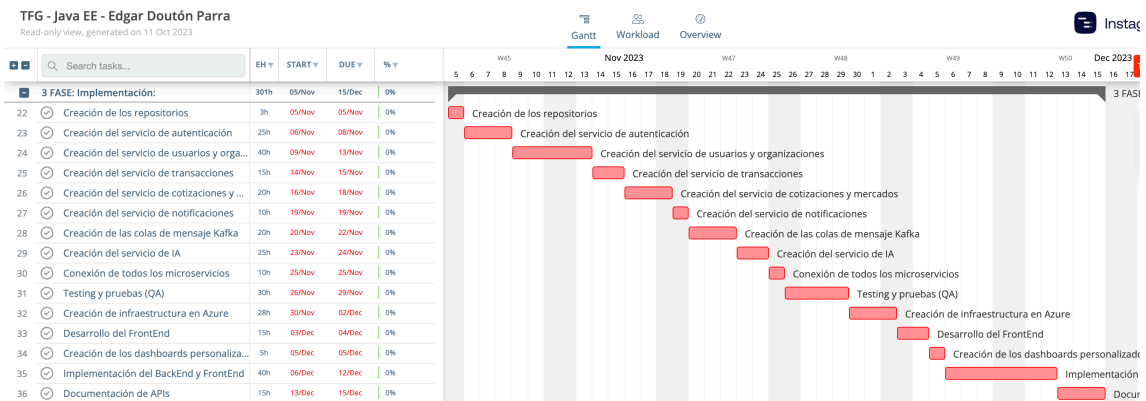 TFG - Java EE - Edgar Doutón Parra
Read-only view, generated on 11 Oct 2023
Gantt Workload Overview
Search tasks... EH START DUE %
W45 Nov 2023 W47 W48 W49 W50 Dec 2023
5 6 7 8 9 10 11 12 13 14 15 16 17 18 19 20 21 22 23 24 25 26 27 28 29 30 1 2 3 4 5 6 7 8 9 10 11 12 13 14 15 16 17
3 FASE: Implementación: 301h 05/Nov 15/Dec 0%
22 Creación de los repositorios 3h 05/Nov 05/Nov 0% Creación de los repositorios
23 Creación del servicio de autenticación 25h 06/Nov 08/Nov 0% Creación del servicio de autenticación
24 Creación del servicio de usuarios y orga... 40h 09/Nov 13/Nov 0% Creación del servicio de usuarios y organizaciones
25 Creación del servicio de transacciones 15h 14/Nov 15/Nov 0% Creación del servicio de transacciones
26 Creación del servicio de cotizaciones y ... 20h 16/Nov 18/Nov 0% Creación del servicio de cotizaciones y mercados
27 Creación del servicio de notificaciones 10h 19/Nov 19/Nov 0% Creación del servicio de notificaciones
28 Creación de las colas de mensaje Kafka 20h 20/Nov 22/Nov 0% Creación de las colas de mensaje Kafka
29 Creación del servicio de IA 25h 23/Nov 24/Nov 0% Creación del servicio de IA
30 Conexión de todos los microservicios 10h 25/Nov 25/Nov 0% Conexión de todos los microservicios
31 Testing y pruebas (QA) 30h 26/Nov 29/Nov 0% Testing y pruebas (QA)
32 Creación de infraestructura en Azure 28h 30/Nov 02/Dec 0% Creación de infraestructura en Azure
33 Desarrollo del FrontEnd 15h 03/Dec 04/Dec 0% Desarrollo del FrontEnd
34 Creación de los dashboards personaliza... 5h 05/Dec 05/Dec 0% Creación de los dashboards personalizado
35 Implementación del BackEnd y FrontEnd 40h 06/Dec 12/Dec 0% Implementación
36 Documentación de APIs 15h 13/Dec 15/Dec 0%